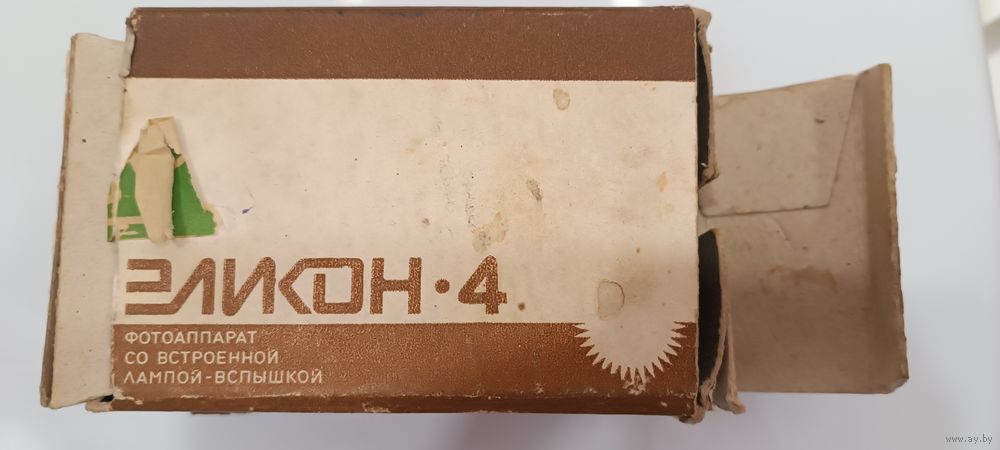 ЭЛИКОН·4
ФОТОАППАРАТ
СО ВСТРОЕННОЙ
ЛАМПОЙ-ВСПЫШКОЙ
www.ay.by